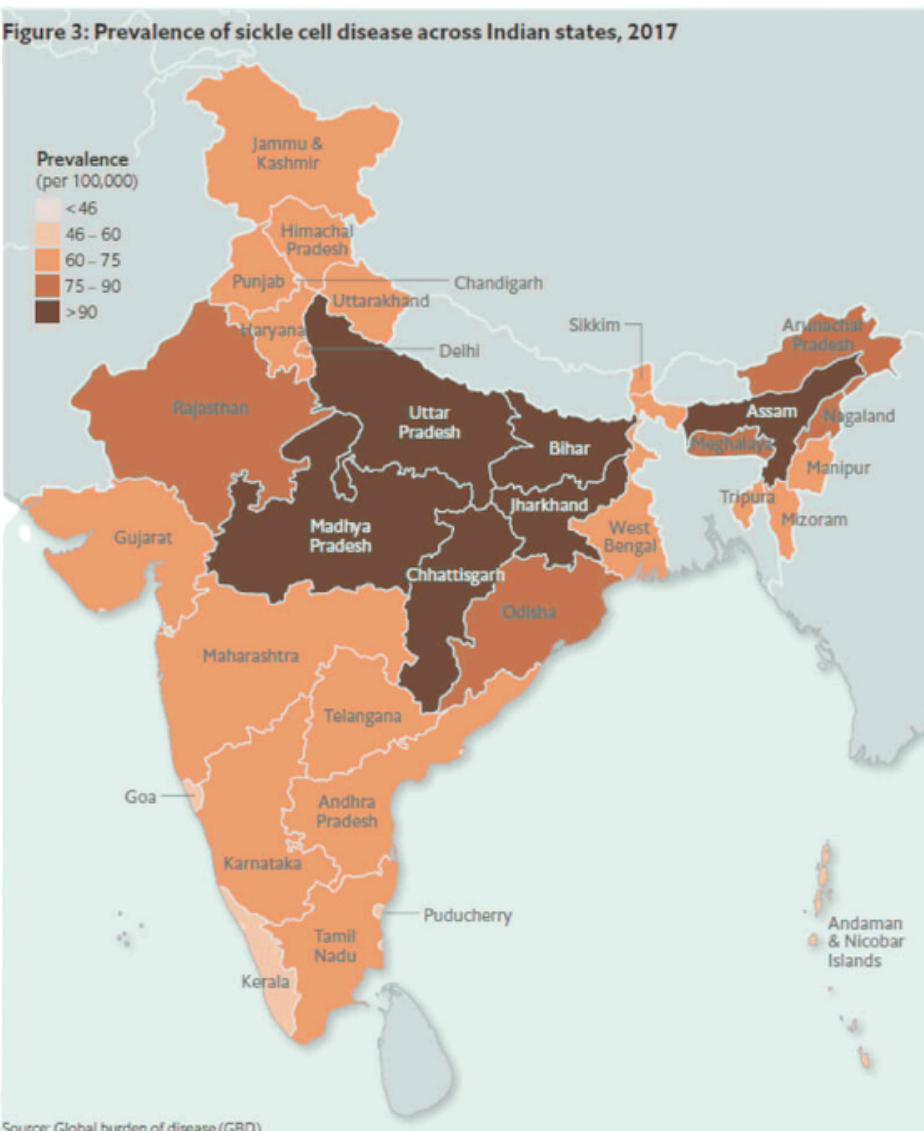 Figure 3: Prevalence of sickle cell disease across Indian states, 2017
Jammu &
Kashmir
Prevalence
(per 100,000)
<46
46 – 60
60 – 75
75 – 90
>90
Himachal
Pradesh
Punjab
Chandigarh
Uttarakhand
Haryana
Delhi
Sikkim
Arunachal
Pradesh
Rajasthan
Uttar
Pradesh
Assam
Nagaland
Bihar
Meghalaya
Manipur
Jharkhand
Tripura
Mizoram
Gujarat
Madhya
Pradesh
West
Bengal
Chhattisgarh
Odisha
Maharashtra
Telangana
Goa
Andhra
Pradesh
Karnataka
Puducherry
Andaman
& Nicobar
Islands
Tamil
Nadu
Kerala
Source: Global burden of disease (GBD)